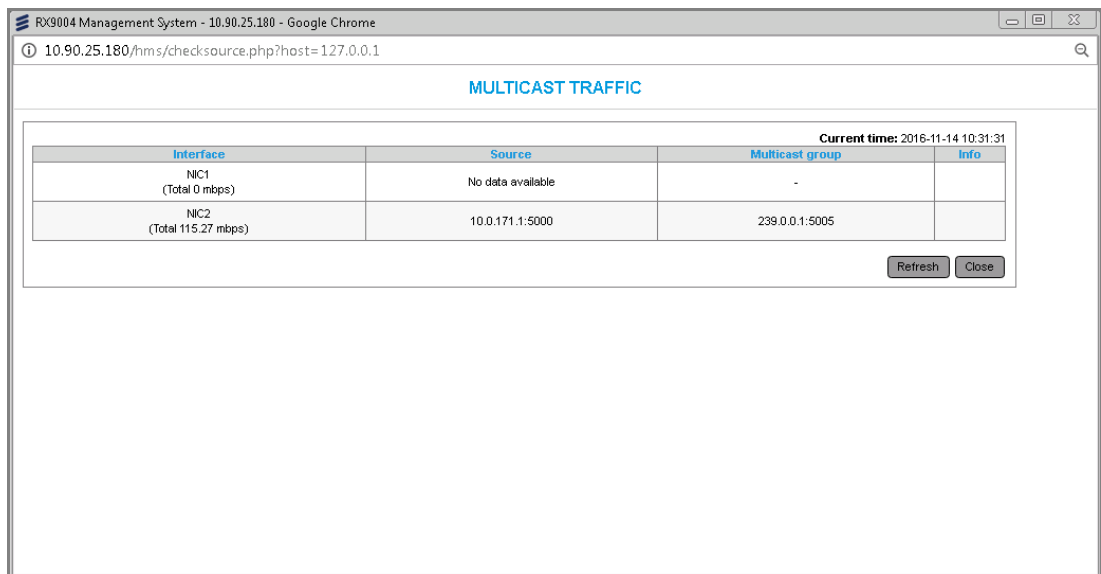 RX9004 Management System - 10.90.25.180 - Google Chrome
10.90.25.180/hms/checksource.php?host=127.0.0.1
MULTICAST TRAFFIC
Current time: 2016-11-14 10:31:31
Interface Source Multicast group Info
NIC1
(Total 0 mbps) No data available -
NIC2
(Total 115.27 mbps) 10.0.171.1:5000 239.0.0.1:5005
Refresh Close